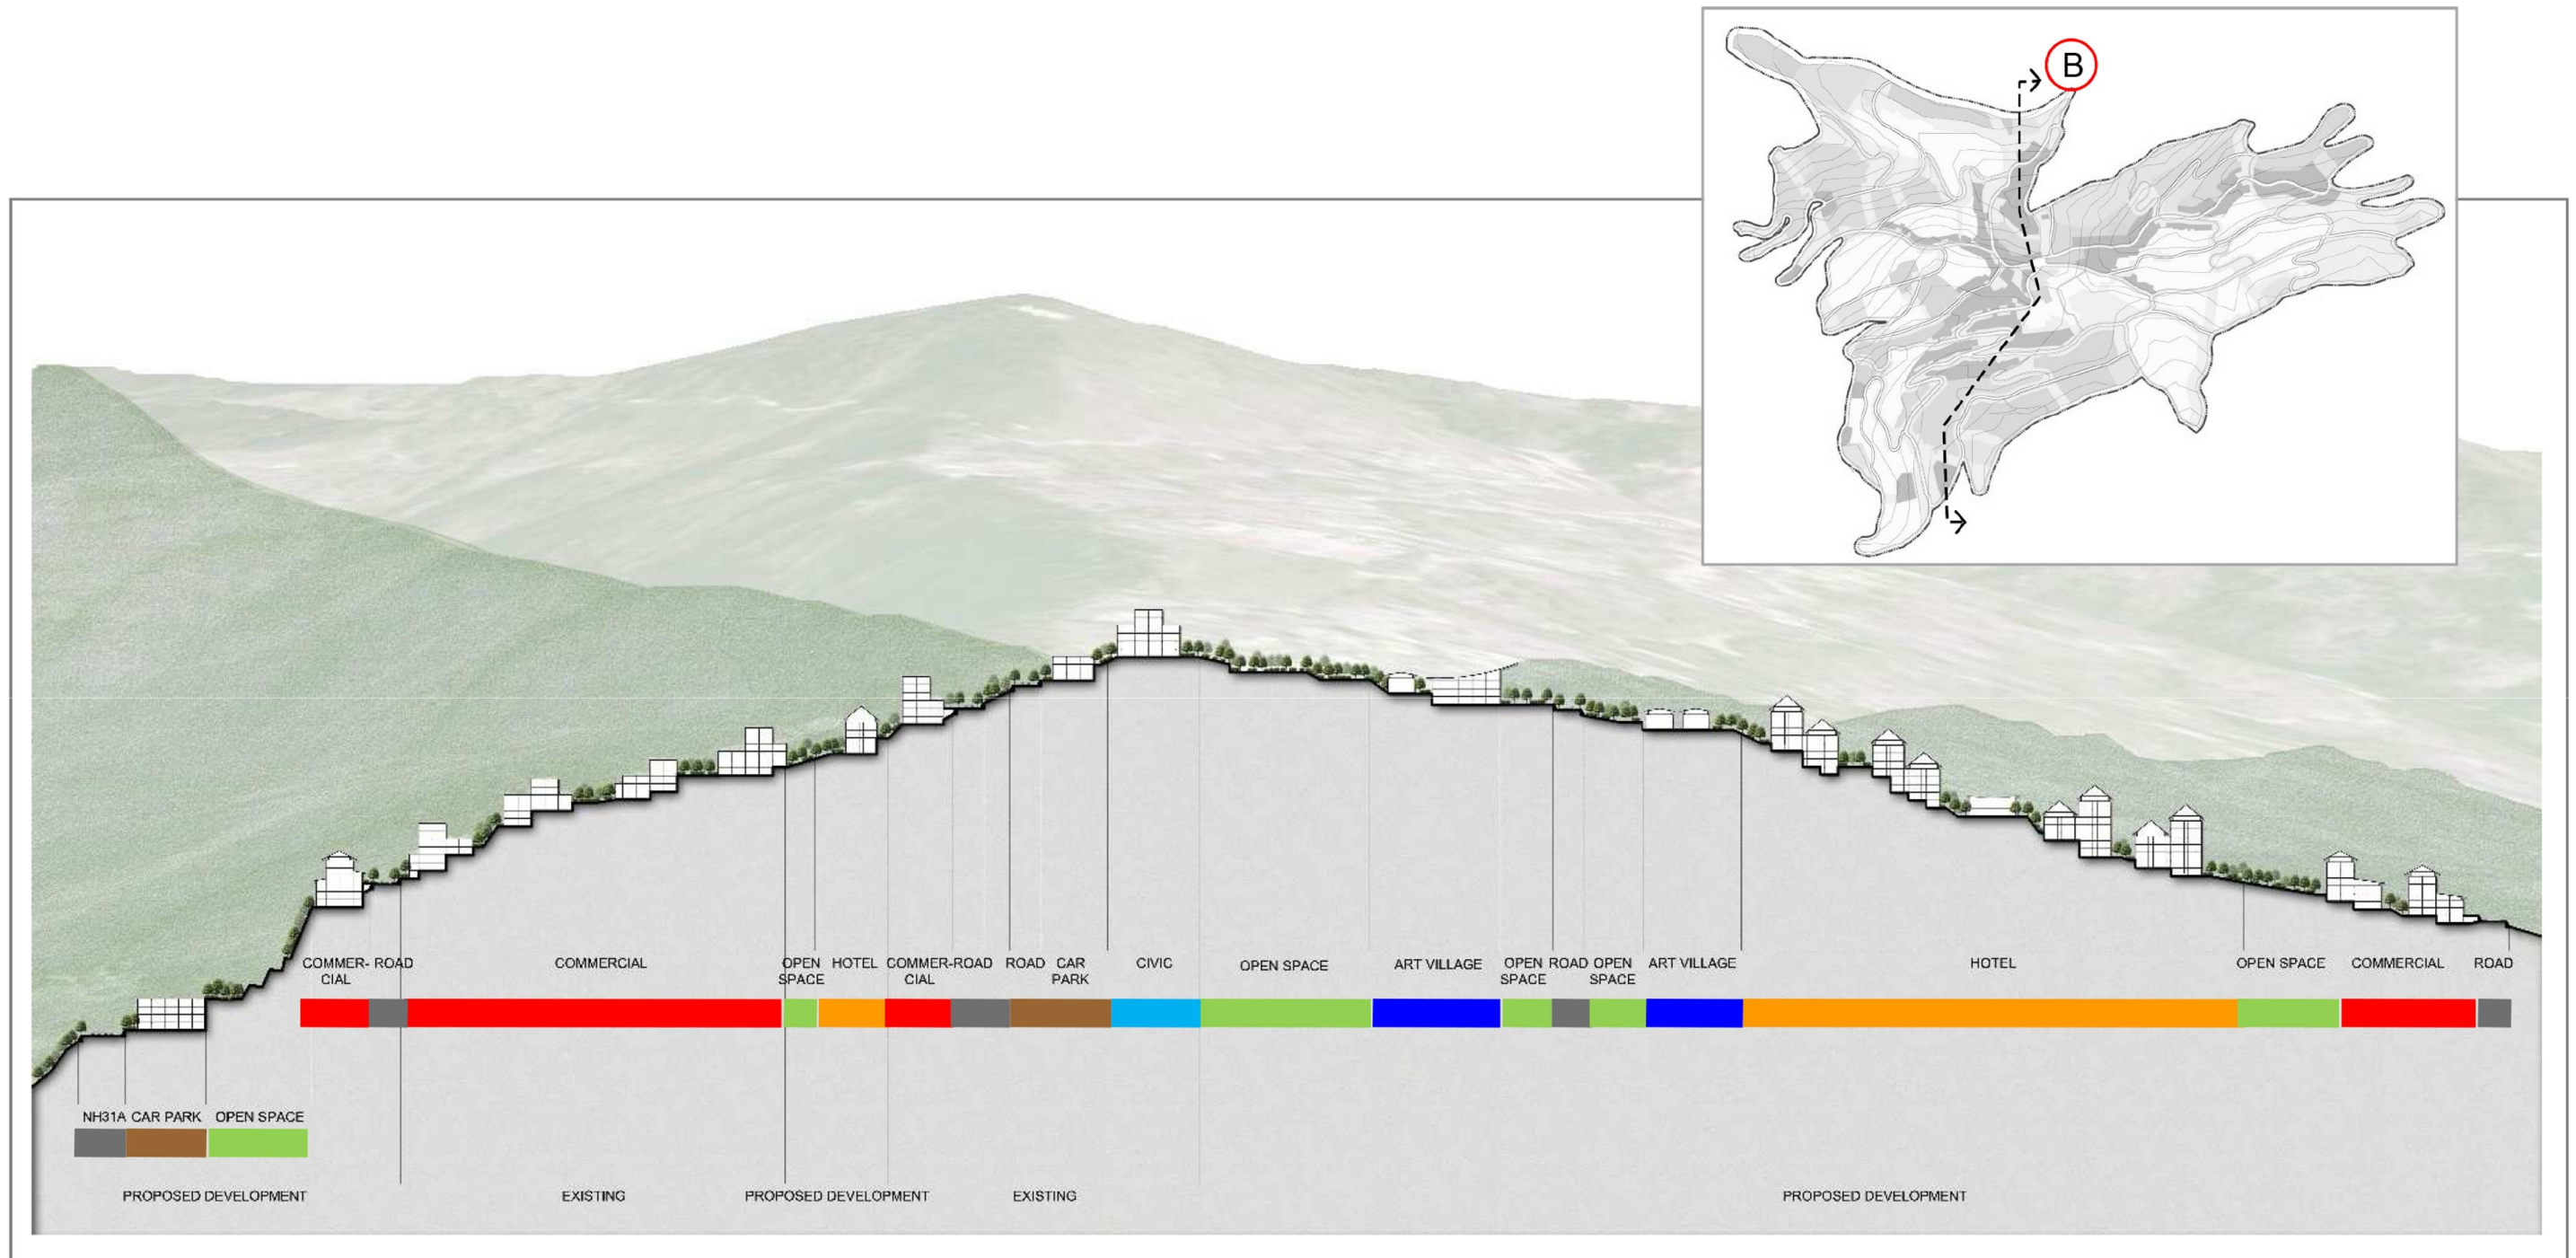 B
COMMER-
CIAL
ROAD
COMMERCIAL
OPEN
SPACE
HOTEL
COMMER-
CIAL
ROAD
ROAD
CAR
PARK
CIVIC
OPEN SPACE
ART VILLAGE
OPEN
SPACE
ROAD
OPEN
SPACE
ART VILLAGE
HOTEL
OPEN SPACE
COMMERCIAL
ROAD
NH31A
CAR PARK
OPEN SPACE
PROPOSED DEVELOPMENT
EXISTING
PROPOSED DEVELOPMENT
EXISTING
PROPOSED DEVELOPMENT